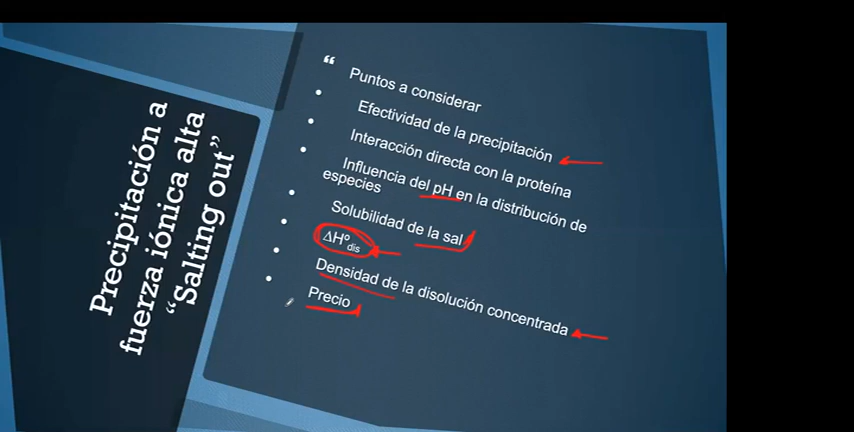 Precipitación a
fuerza iónica alta
“Salting out”
“
Puntos a considerar
• Efectividad de la precipitación
• Interacción directa con la proteína
• Influencia del pH en la distribución de
especies
• Solubilidad de la sal
• ΔH°dis
• Densidad de la disolución concentrada
• Precio